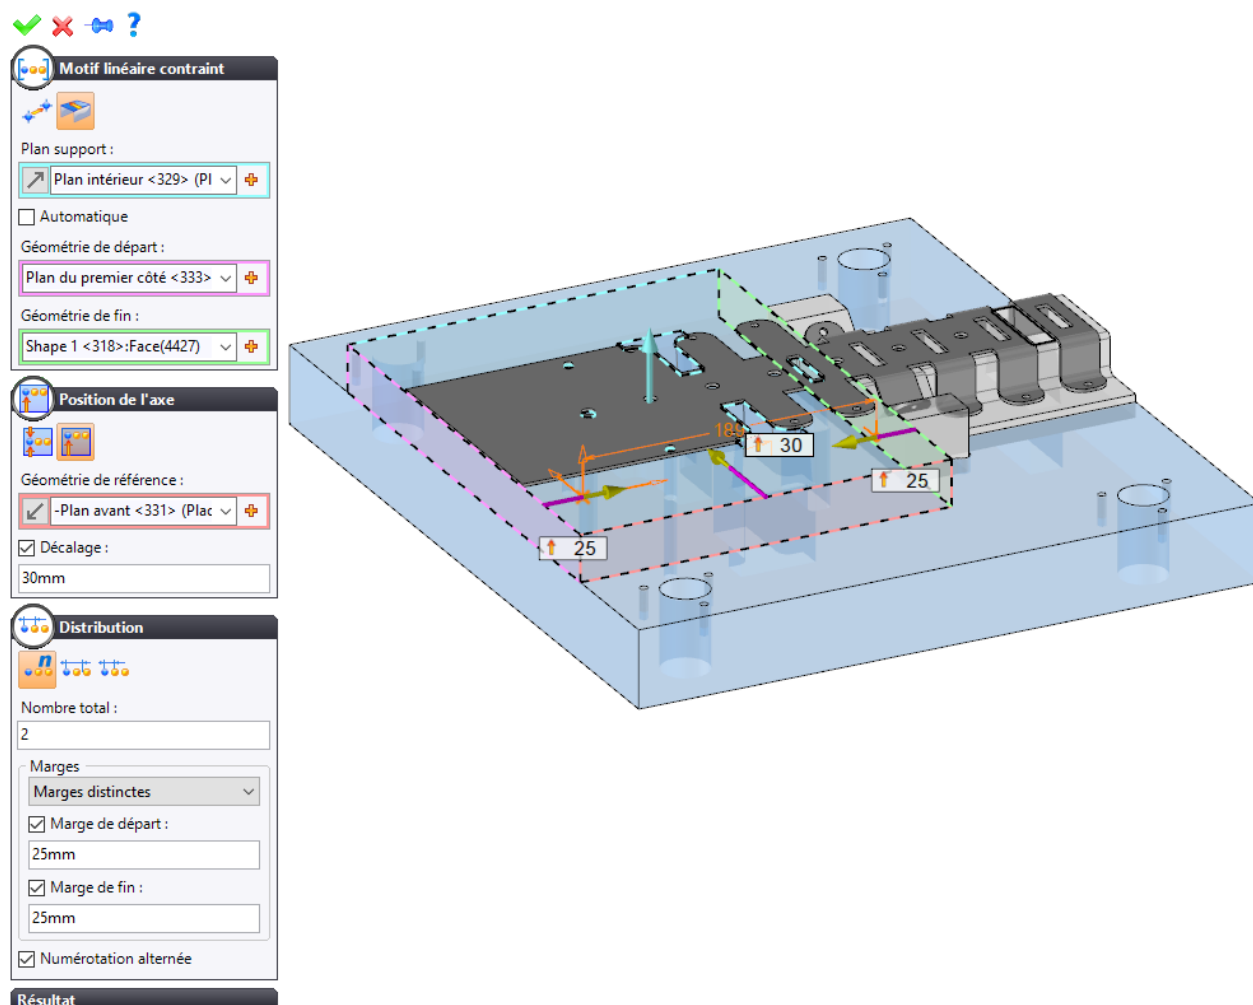 ?
Motif linéaire contraint
Plan support :
Plan intérieur <329> (Pl
Automatique
Géométrie de départ :
Plan du premier côté <333>
Géométrie de fin :
Shape 1 <318>:Face(4427)
Position de l'axe
Géométrie de référence :
-Plan avant <331> (Plac
Décalage :
30mm
Distribution
n
Nombre total :
2
Marges
Marges distinctes
Marge de départ :
25mm
Marge de fin :
25mm
Numérotation alternée
Résultat
30
25
25